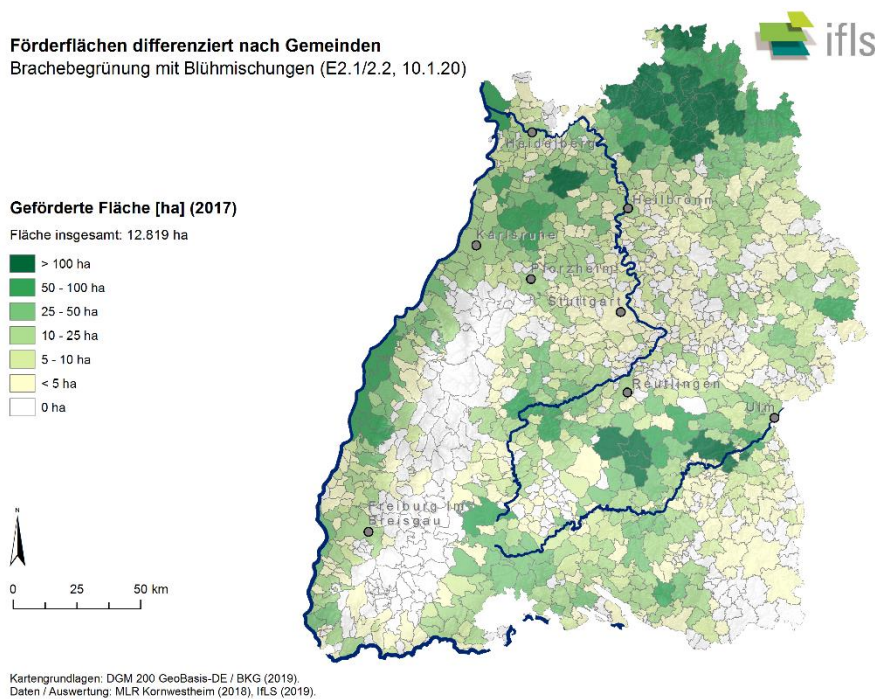 Förderflächen differenziert nach Gemeinden
Brachebegrünung mit Blühmischungen (E2.1/2.2, 10.1.20)
ifls
Geförderte Fläche [ha] (2017)
Fläche insgesamt: 12.819 ha
> 100 ha
50 - 100 ha
25 - 50 ha
10 - 25 ha
5 - 10 ha
< 5 ha
0 ha
Heidelberg
Heilbronn
Karlsruhe
Pforzheim
Stuttgart
Reutlingen
Ulm
Freiburg im
Breisgau
N
0 25 50 km
Kartengrundlagen: DGM 200 GeoBasis-DE / BKG (2019).
Daten / Auswertung: MLR Kornwestheim (2018), IfLS (2019).